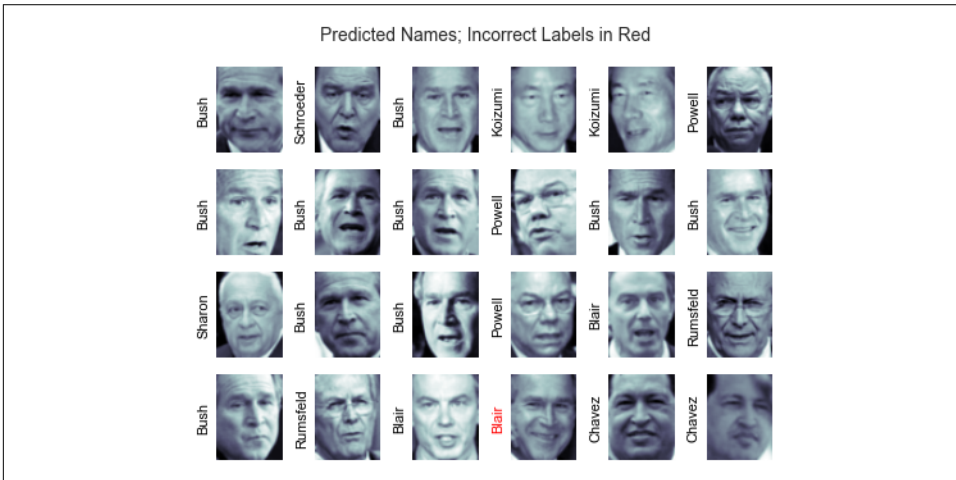 Predicted Names; Incorrect Labels in Red
Bush
Schroeder
Bush
Koizumi
Koizumi
Powell
Bush
Bush
Bush
Powell
Bush
Bush
Sharon
Bush
Bush
Powell
Blair
Rumsfeld
Bush
Rumsfeld
Blair
Blair
Chavez
Chavez